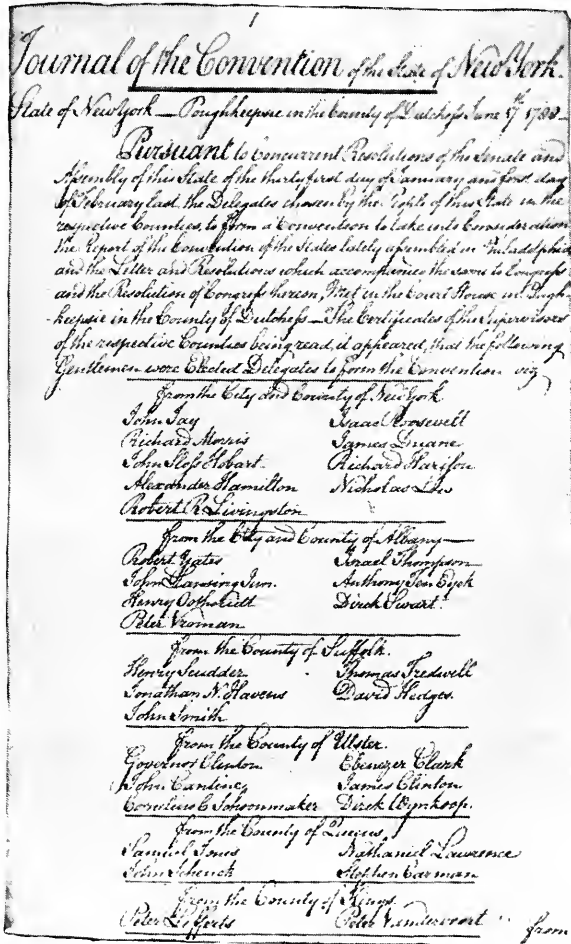 1
Journal of the Convention of the State of New York.
State of New York — Poughkeepsie in the County of Dutchess June 17th 1788
Pursuant to Concurrent Resolutions of the Senate and
Assembly of this State of the thirty first day of January and first day
of February last, the Delegates chosen by the People of this State in the
respective Counties, to form a Convention to take into Consideration
the Report of the Convention of the States lately assembled in Philadelphia
and the Letter and Resolutions which accompanied the same to Congress
and the Resolution of Congress thereon, Met in the Court House in Pough-
-keepsie in the County of Dutchess — The Certificates of the Supervisors
of the respective Counties being read, it appeared, that the following
Gentlemen were Elected Delegates to form the Convention viz
from the City and County of New York
John Jay Isaac Roosevelt
Richard Morris James Duane
John Sloss Hobart Richard Harison
Alexander Hamilton Nicholas Low
Robert R. Livingston
from the City and County of Albany —
Robert Yates Israel Thompson
John Lansing Jun. Anthony Ten Eyck
Henry Oothoudt Dirck Swart
Peter Vroman
from the County of Suffolk.
Henry Scudder Thomas Tredwell
Jonathan N. Havens David Hedges
John Smith
from the County of Ulster.
Governor Clinton Ebenezer Clark
John Cantine James Clinton
Cornelius C Schoonmaker Dirck Wynkoop.
from the County of Queens
Samuel Jones Nathaniel Lawrence
John Schenck Stephen Carman
from the County of Kings.
Peter Lefferts Peter Vandervoort
from